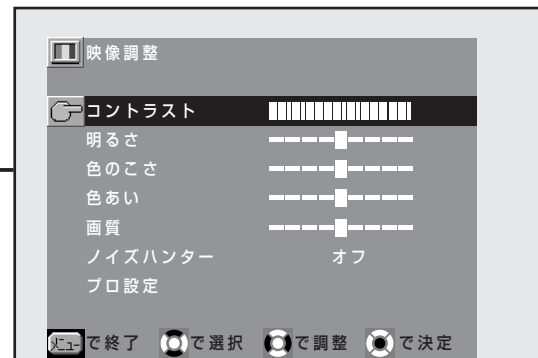 映像調整
コントラスト
明るさ
色のこさ
色あい
画質
ノイズハンター オフ
プロ設定
メニューで終了 で選択 で調整 で決定